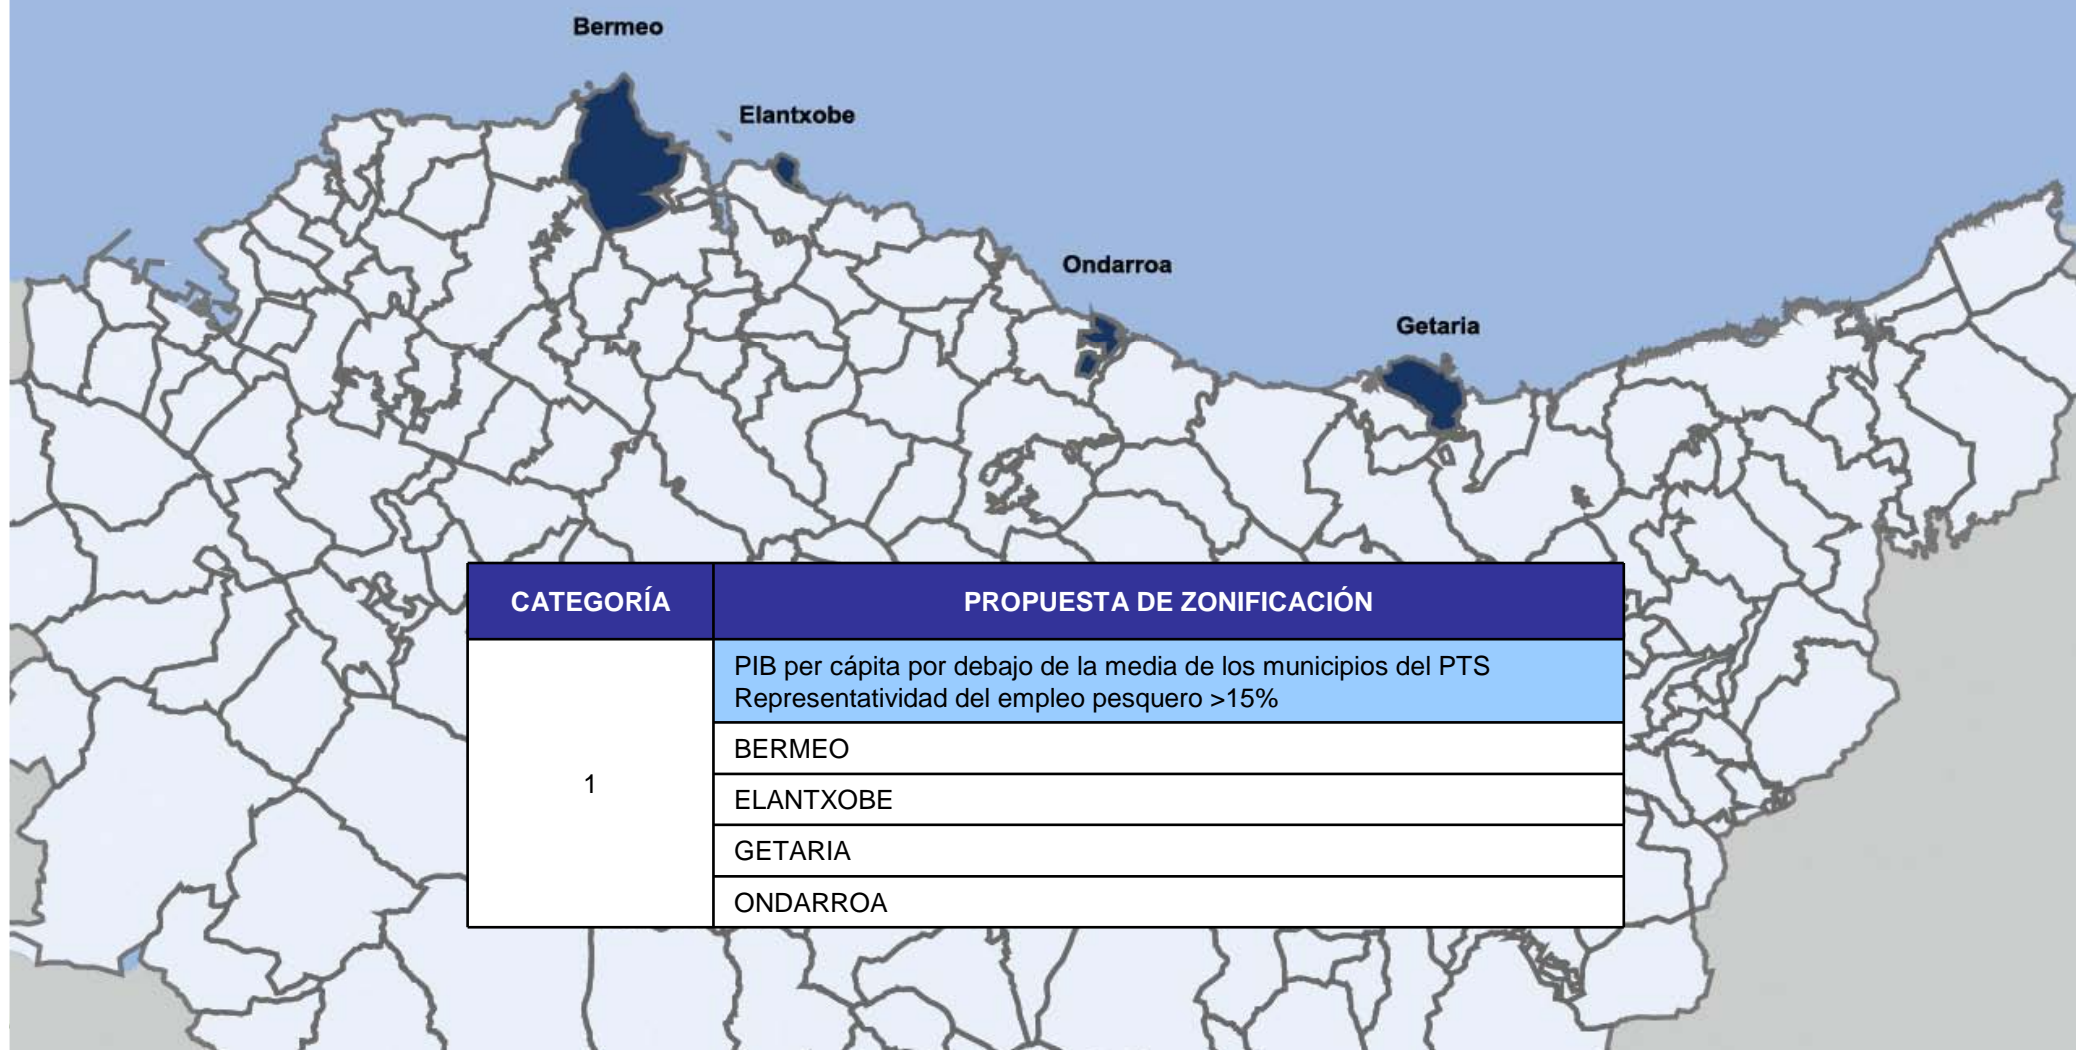 Bermeo
Elantxobe
Ondarroa
Getaria
CATEGORÍA
PROPUESTA DE ZONIFICACIÓN
1
PIB per cápita por debajo de la media de los municipios del PTS
Representatividad del empleo pesquero >15%
BERMEO
ELANTXOBE
GETARIA
ONDARROA